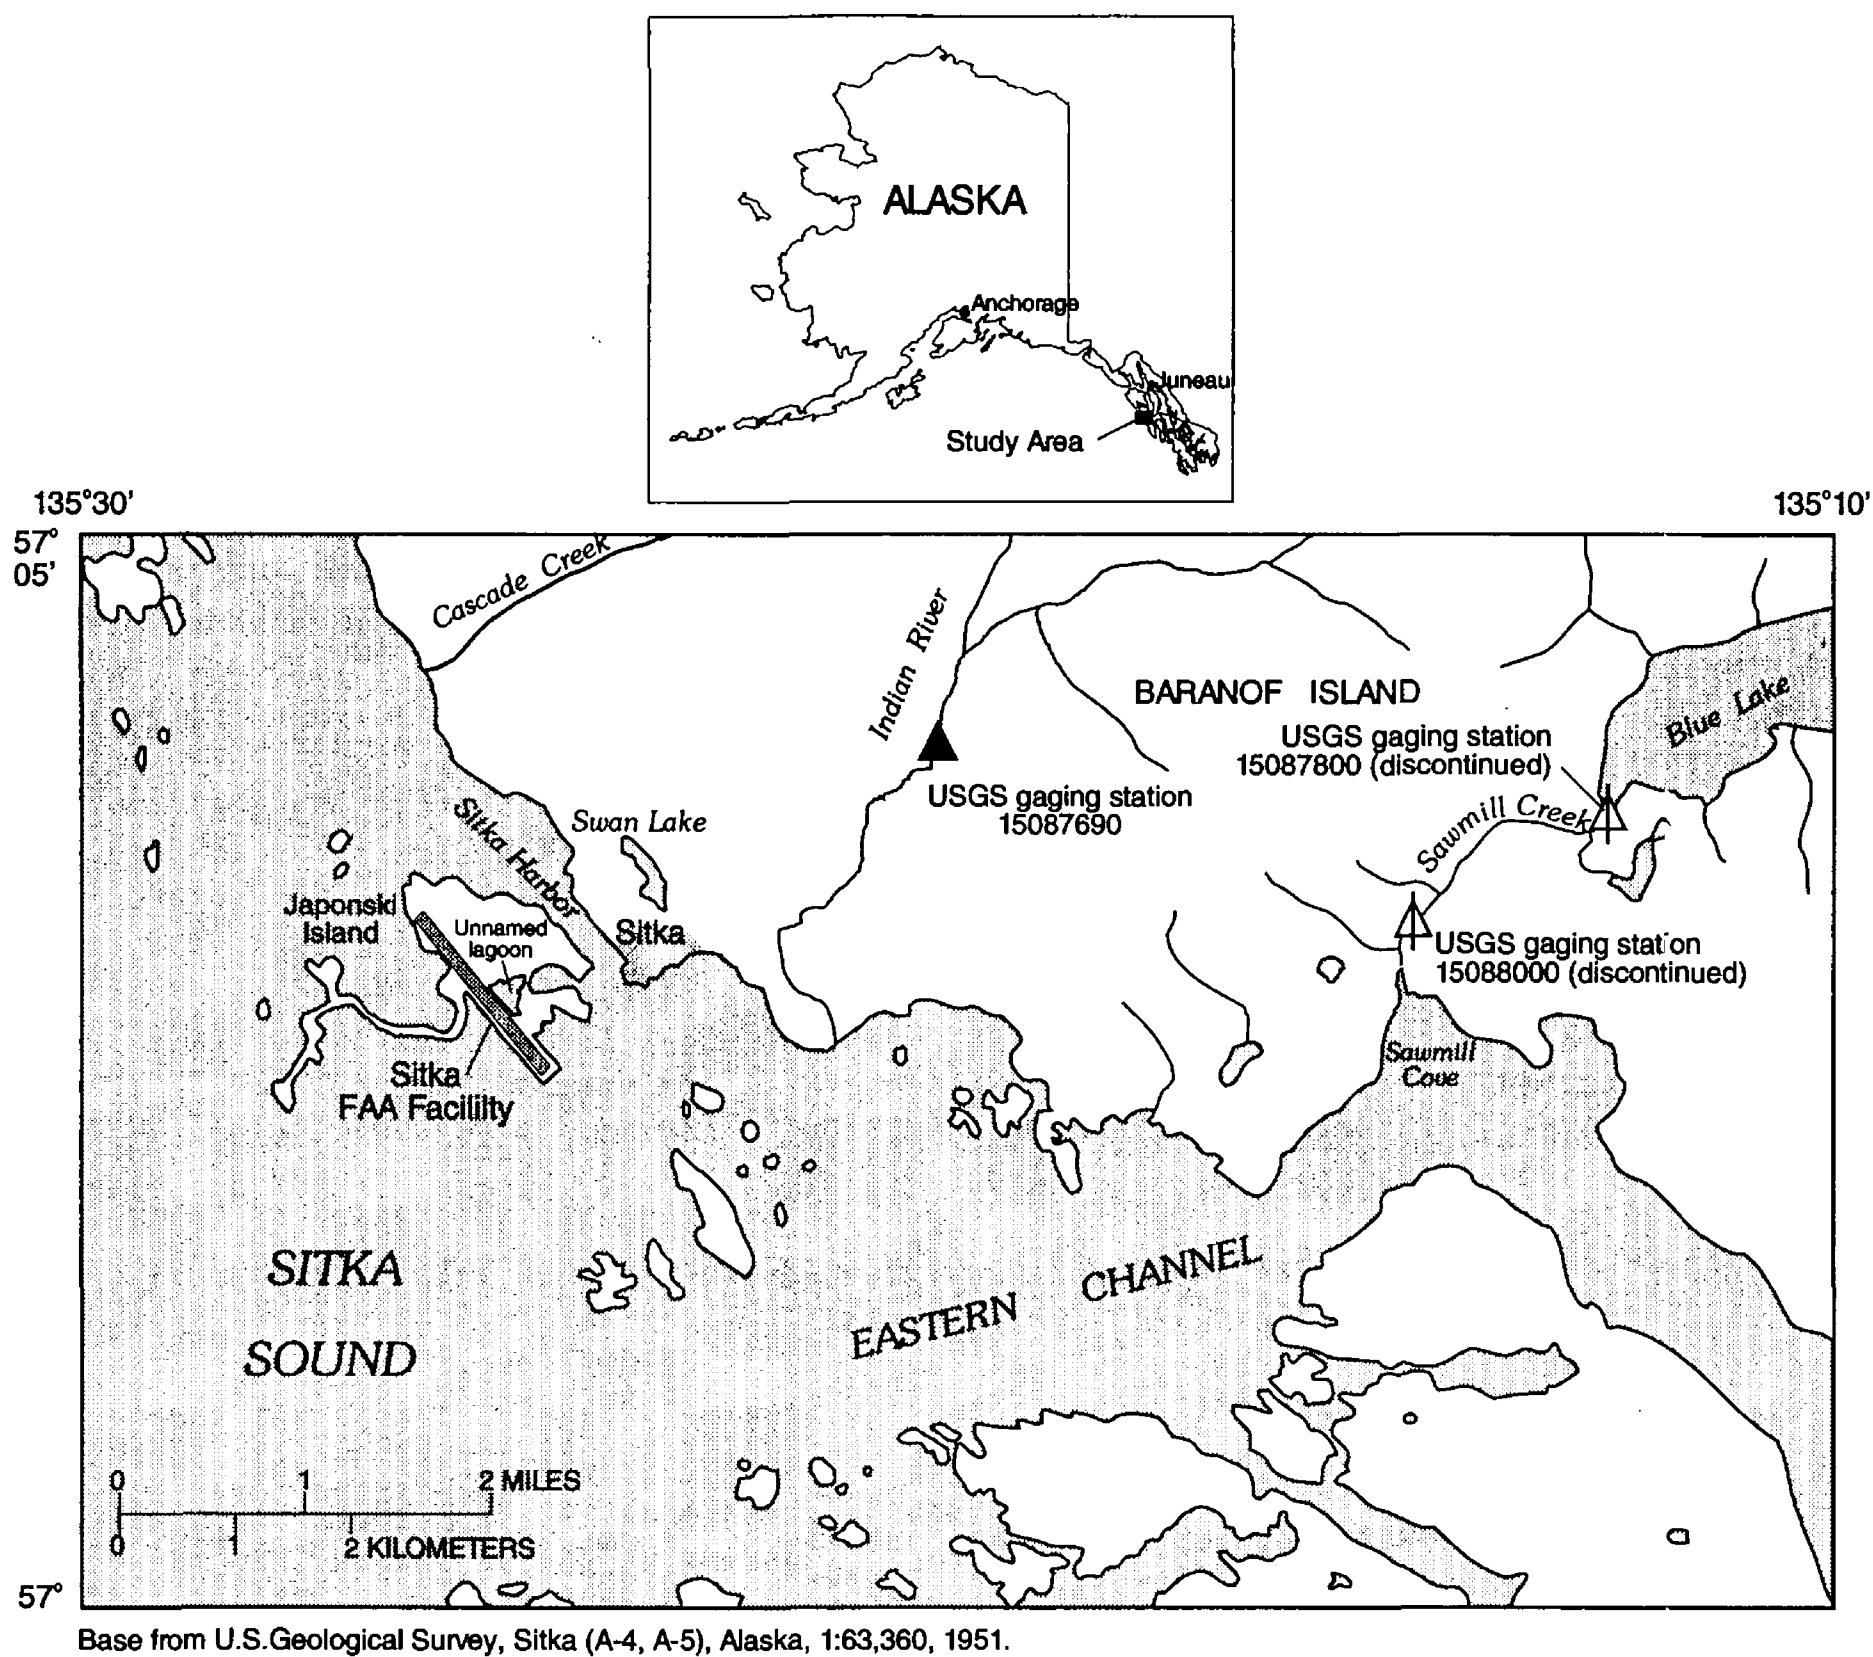 ALASKA
Anchorage
Juneau
Study Area
135°30'
135°10'
57°
05'
Cascade Creek
Indian River
BARANOF ISLAND
Blue Lake
USGS gaging station
15087800 (discontinued)
USGS gaging station
15087690
Sawmill Creek
Sitka Harbor
Swan Lake
Japonski
Island
Unnamed
lagoon
Sitka
USGS gaging station
15088000 (discontinued)
Sawmill
Cove
Sitka
FAA Facililty
SITKA
SOUND
EASTERN CHANNEL
0 1 2 MILES
0 1 2 KILOMETERS
57°
Base from U.S.Geological Survey, Sitka (A-4, A-5), Alaska, 1:63,360, 1951.